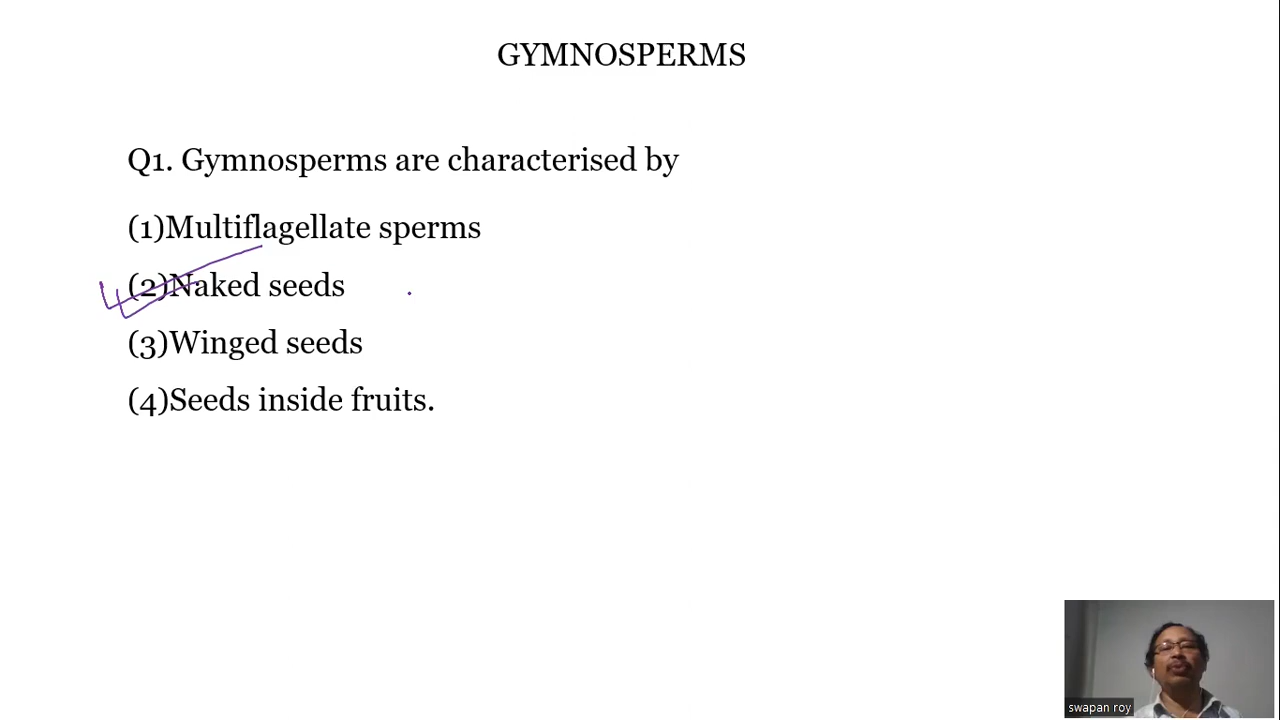 GYMNOSPERMS
Q1. Gymnosperms are characterised by
(1)Multiflagellate sperms
(2)Naked seeds
(3)Winged seeds
(4)Seeds inside fruits.
swapan roy